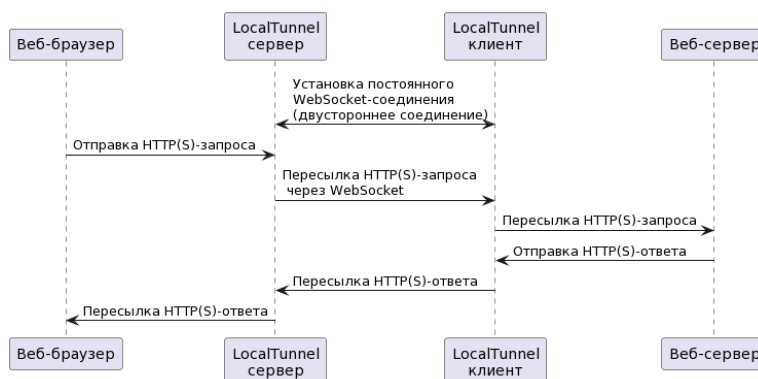 Веб-браузер
LocalTunnel
сервер
LocalTunnel
клиент
Веб-сервер
Установка постоянного
WebSocket-соединения
(двустороннее соединение)
Отправка HTTP(S)-запроса
Пересылка HTTP(S)-запроса
через WebSocket
Пересылка HTTP(S)-запроса
Отправка HTTP(S)-ответа
Пересылка HTTP(S)-ответа
Пересылка HTTP(S)-ответа
Веб-браузер
LocalTunnel
сервер
LocalTunnel
клиент
Веб-сервер